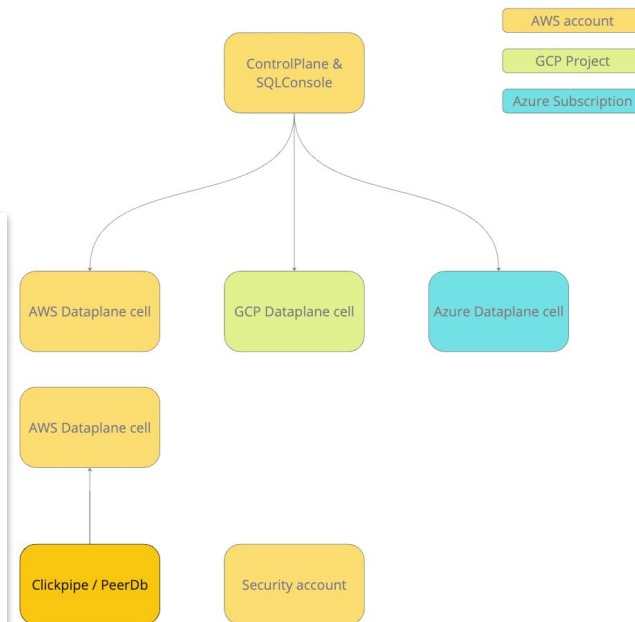 AWS account
GCP Project
Azure Subscription
ControlPlane &
SQLConsole
AWS Dataplane cell
GCP Dataplane cell
Azure Dataplane cell
AWS Dataplane cell
Clickpipe / PeerDb
Security account